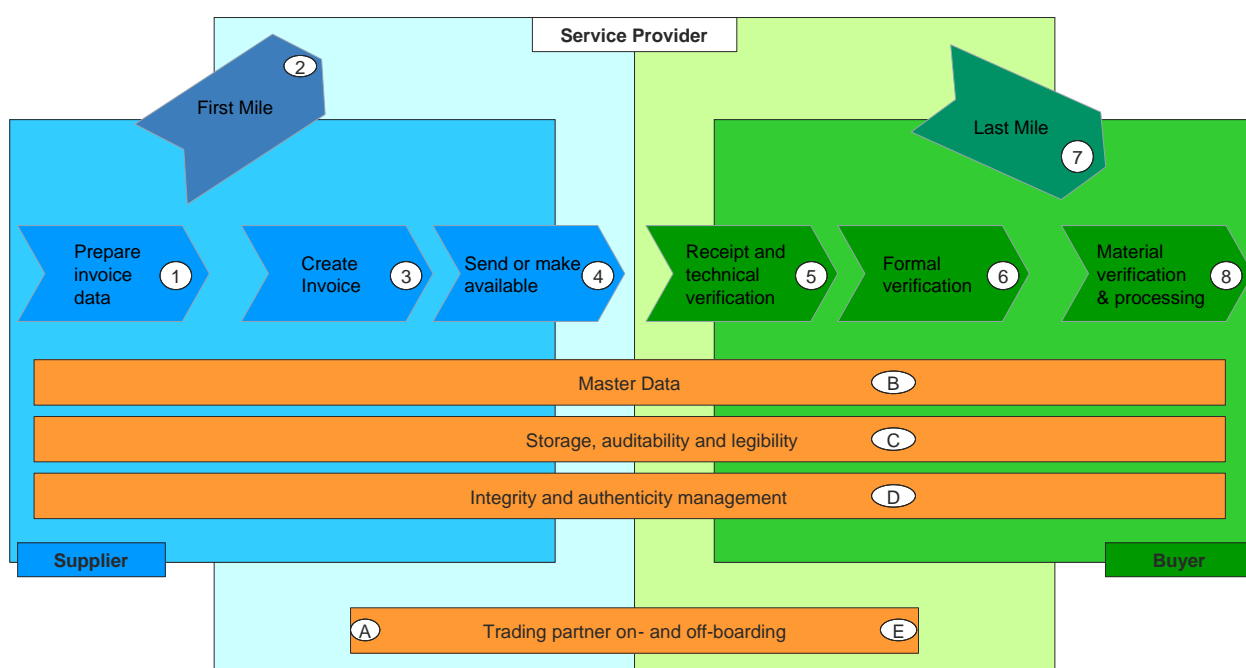 Service Provider
2
First Mile
Last Mile
7
Prepare
invoice
data
1
Create
Invoice
3
Send or make
available
4
Receipt and
technical
verification
5
Formal
verification
6
Material
verification
& processing
8
Master Data
B
Storage, auditability and legibility
C
Integrity and authenticity management
D
Supplier
Buyer
A
Trading partner on- and off-boarding
E